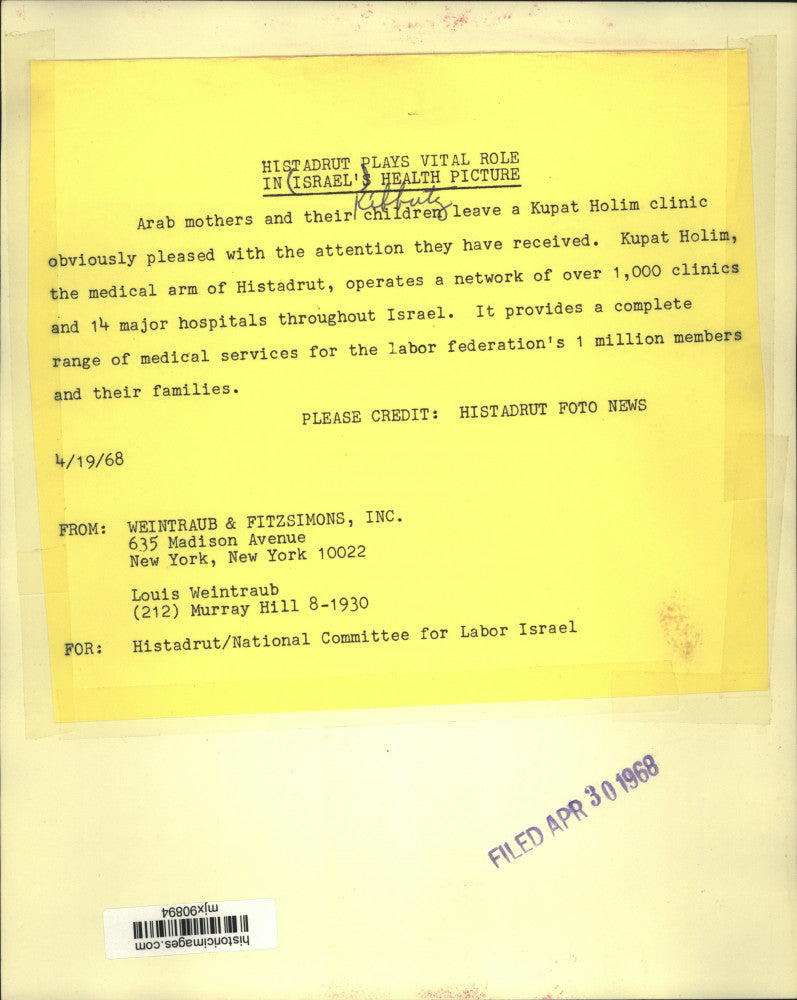 HISTADRUT PLAYS VITAL ROLE
IN (ISRAEL'S) HEALTH PICTURE
Kibbutz
Arab mothers and their children leave a Kupat Holim clinic
obviously pleased with the attention they have received. Kupat Holim,
the medical arm of Histadrut, operates a network of over 1,000 clinics
and 14 major hospitals throughout Israel. It provides a complete
range of medical services for the labor federation's 1 million members
and their families.
PLEASE CREDIT: HISTADRUT FOTO NEWS
4/19/68
FROM: WEINTRAUB & FITZSIMONS, INC.
635 Madison Avenue
New York, New York 10022
Louis Weintraub
(212) Murray Hill 8-1930
FOR: Histadrut/National Committee for Labor Israel
FILED APR 30 1968
historicimages.com
mjx90894